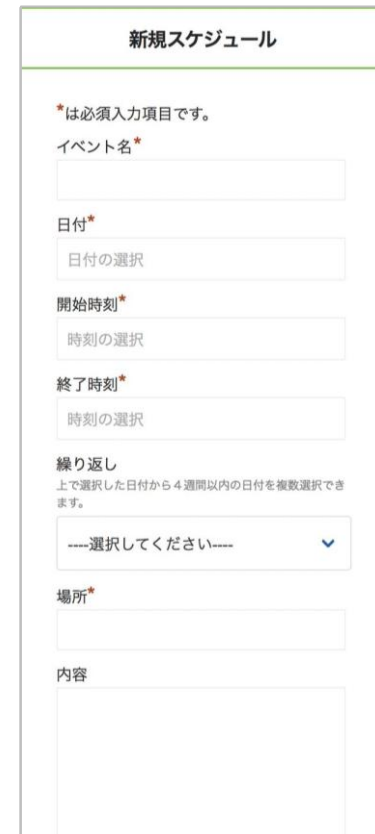 新規スケジュール
*は必須入力項目です。
イベント名*
日付*
日付の選択
開始時刻*
時刻の選択
終了時刻*
時刻の選択
繰り返し
上で選択した日付から４週間以内の日付を複数選択でき
ます。
----選択してください----
場所*
内容